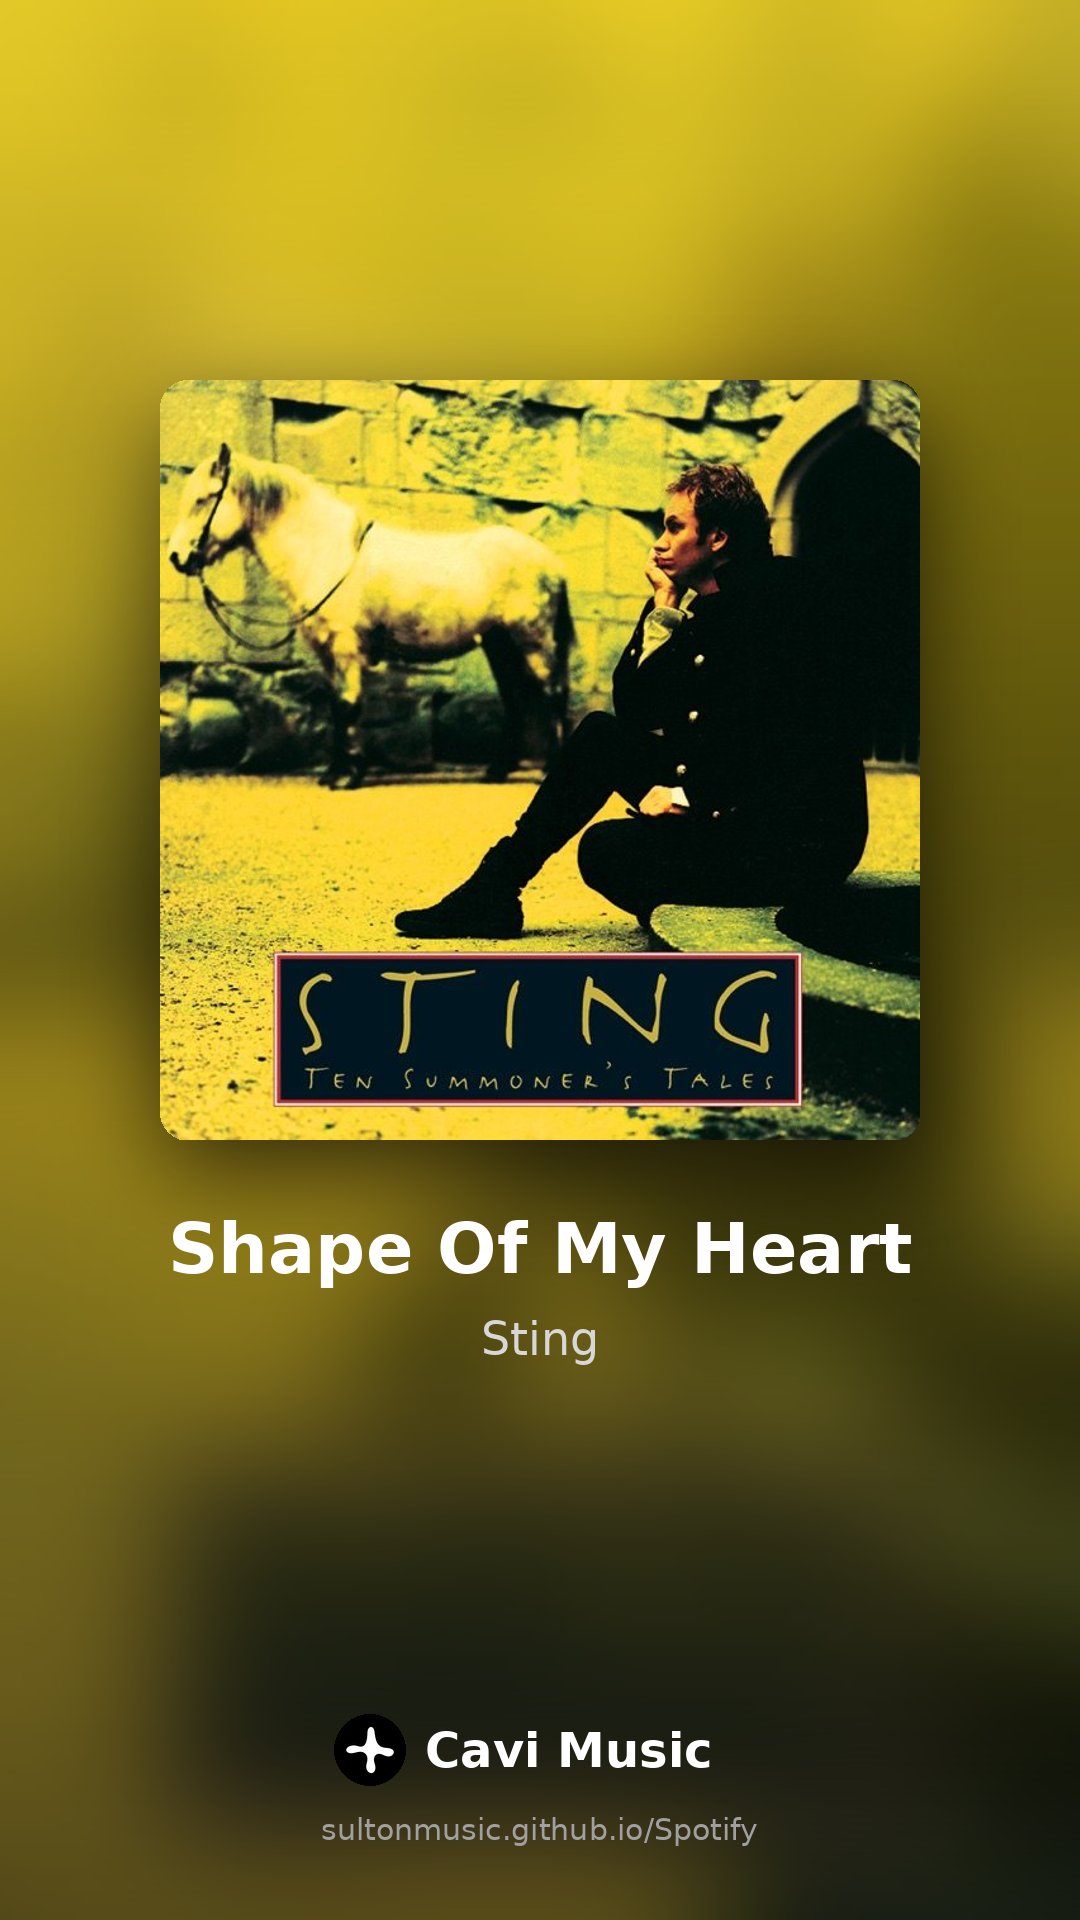 STING
TEN SUMMONER'S TALES
Shape Of My Heart
Sting
Cavi Music
sultonmusic.github.io/Spotify